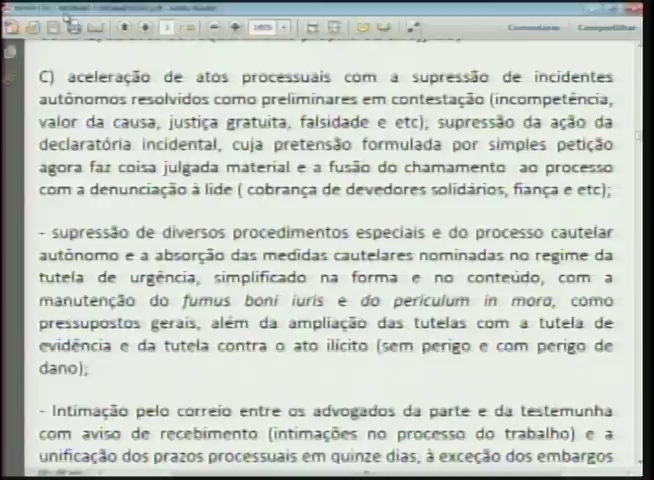 C) aceleração de atos processuais com a supressão de incidentes
autônomos resolvidos como preliminares em contestação (incompetência,
valor da causa, justiça gratuita, falsidade e etc); supressão da ação da
declaratória incidental, cuja pretensão formulada por simples petição
agora faz coisa julgada material e a fusão do chamamento ao processo
com a denunciação à lide ( cobrança de devedores solidários, fiança e etc);
- supressão de diversos procedimentos especiais e do processo cautelar
autônomo e a absorção das medidas cautelares nominadas no regime da
tutela de urgência, simplificado na forma e no conteúdo, com a
manutenção do fumus boni iuris e do periculum in mora, como
pressupostos gerais, além da ampliação das tutelas com a tutela de
evidência e da tutela contra o ato ilícito (sem perigo e com perigo de
dano);
- Intimação pelo correio entre os advogados da parte e da testemunha
com aviso de recebimento (intimações no processo do trabalho) e a
unificação dos prazos processuais em quinze dias, à exceção dos embargos